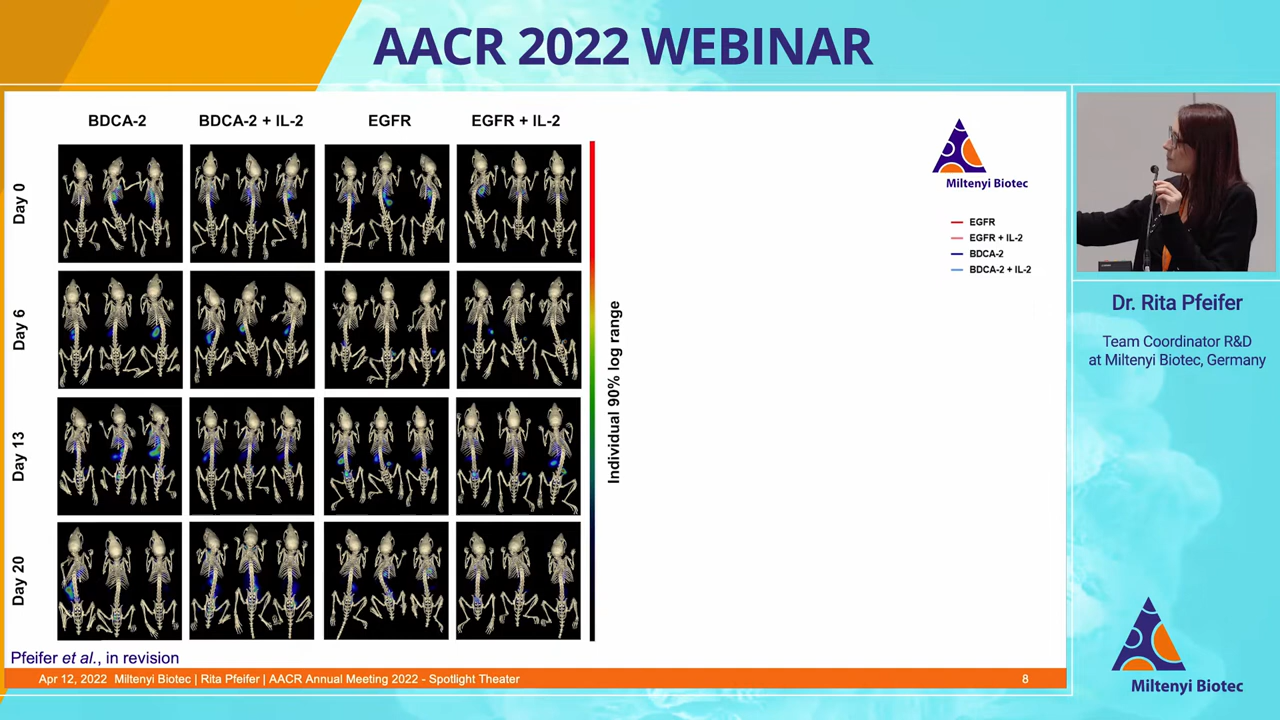 AACR 2022 WEBINAR
BDCA-2
BDCA-2 + IL-2
EGFR
EGFR + IL-2
Day 0
Day 6
Day 13
Day 20
Individual 90% log range
Miltenyi Biotec
EGFR
EGFR + IL-2
BDCA-2
BDCA-2 + IL-2
Pfeifer et al., in revision
Apr 12, 2022 Miltenyi Biotec | Rita Pfeifer | AACR Annual Meeting 2022 - Spotlight Theater
8
Dr. Rita Pfeifer
Team Coordinator R&D
at Miltenyi Biotec, Germany
Miltenyi Biotec